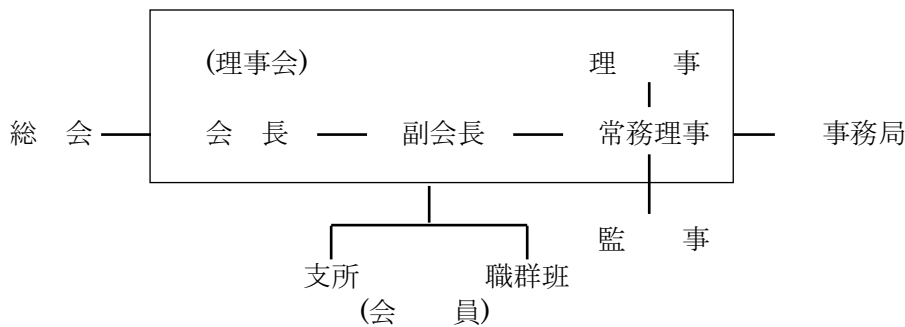 (理事会) 理 事
総 会 会 長 副会長 常務理事 事務局
監 事
支所 職群班
(会 員)